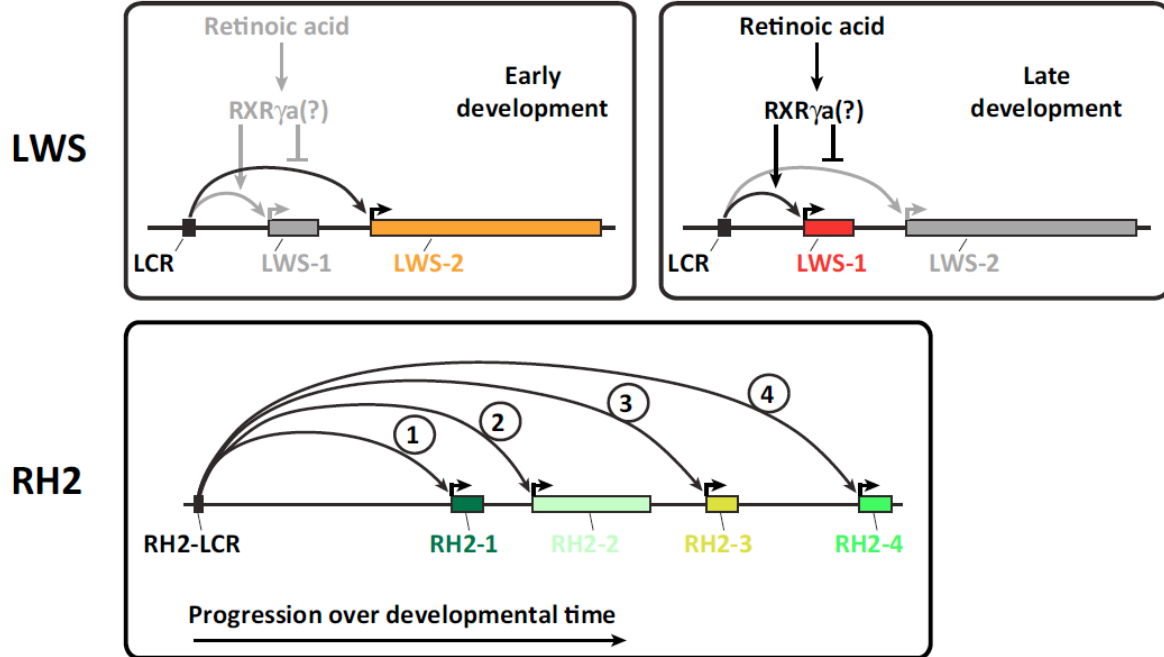 LWS
Retinoic acid
RXRγa(?)
Early
development
LCR
LWS-1
LWS-2
Retinoic acid
RXRγa(?)
Late
development
LCR
LWS-1
LWS-2
RH2
1
2
3
4
RH2-LCR
RH2-1
RH2-2
RH2-3
RH2-4
Progression over developmental time